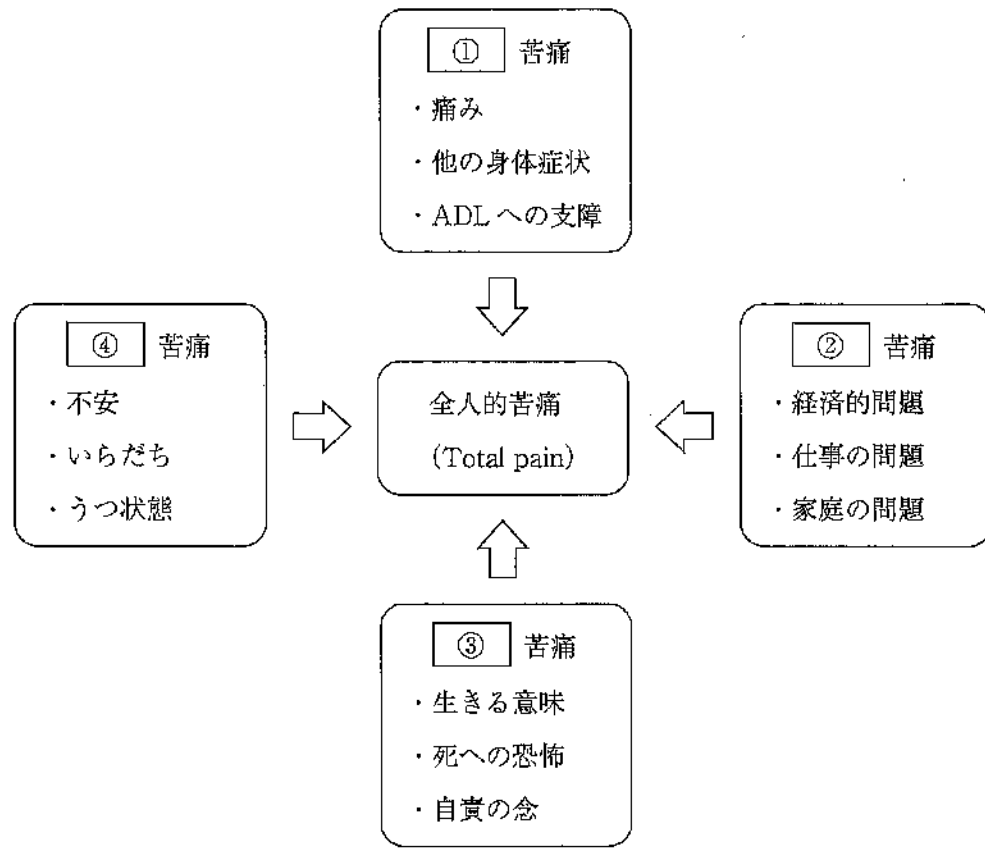 ① 苦痛
・痛み
・他の身体症状
・ADLへの支障
④ 苦痛
・不安
・いらだち
・うつ状態
全人的苦痛
(Total pain)
② 苦痛
・経済的問題
・仕事の問題
・家庭の問題
③ 苦痛
・生きる意味
・死への恐怖
・自責の念